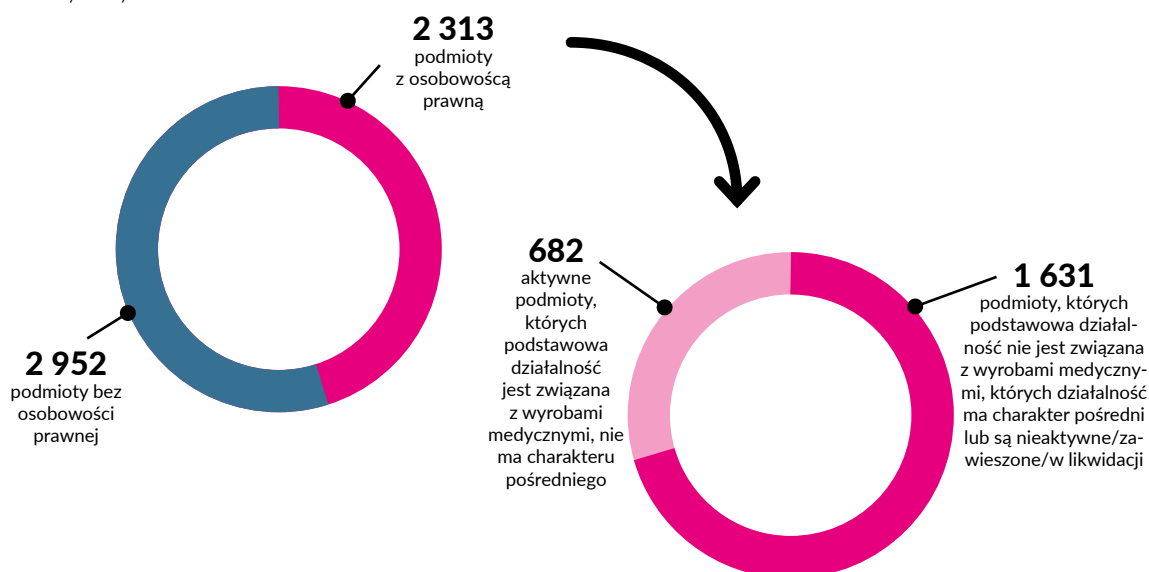 2 313
podmioty
z osobowością
prawną
2 952
podmioty bez
osobowości
prawnej
682
aktywne
podmioty,
których
podstawowa
działalność
jest związana
z wyrobami
medycznymi, nie
ma charakteru
pośredniego
1 631
podmioty, których
podstawowa działal-
ność nie jest związana
z wyrobami medyczny-
mi, których działalność
ma charakter pośredni
lub są nieaktywne/za-
wieszone/w likwidacji